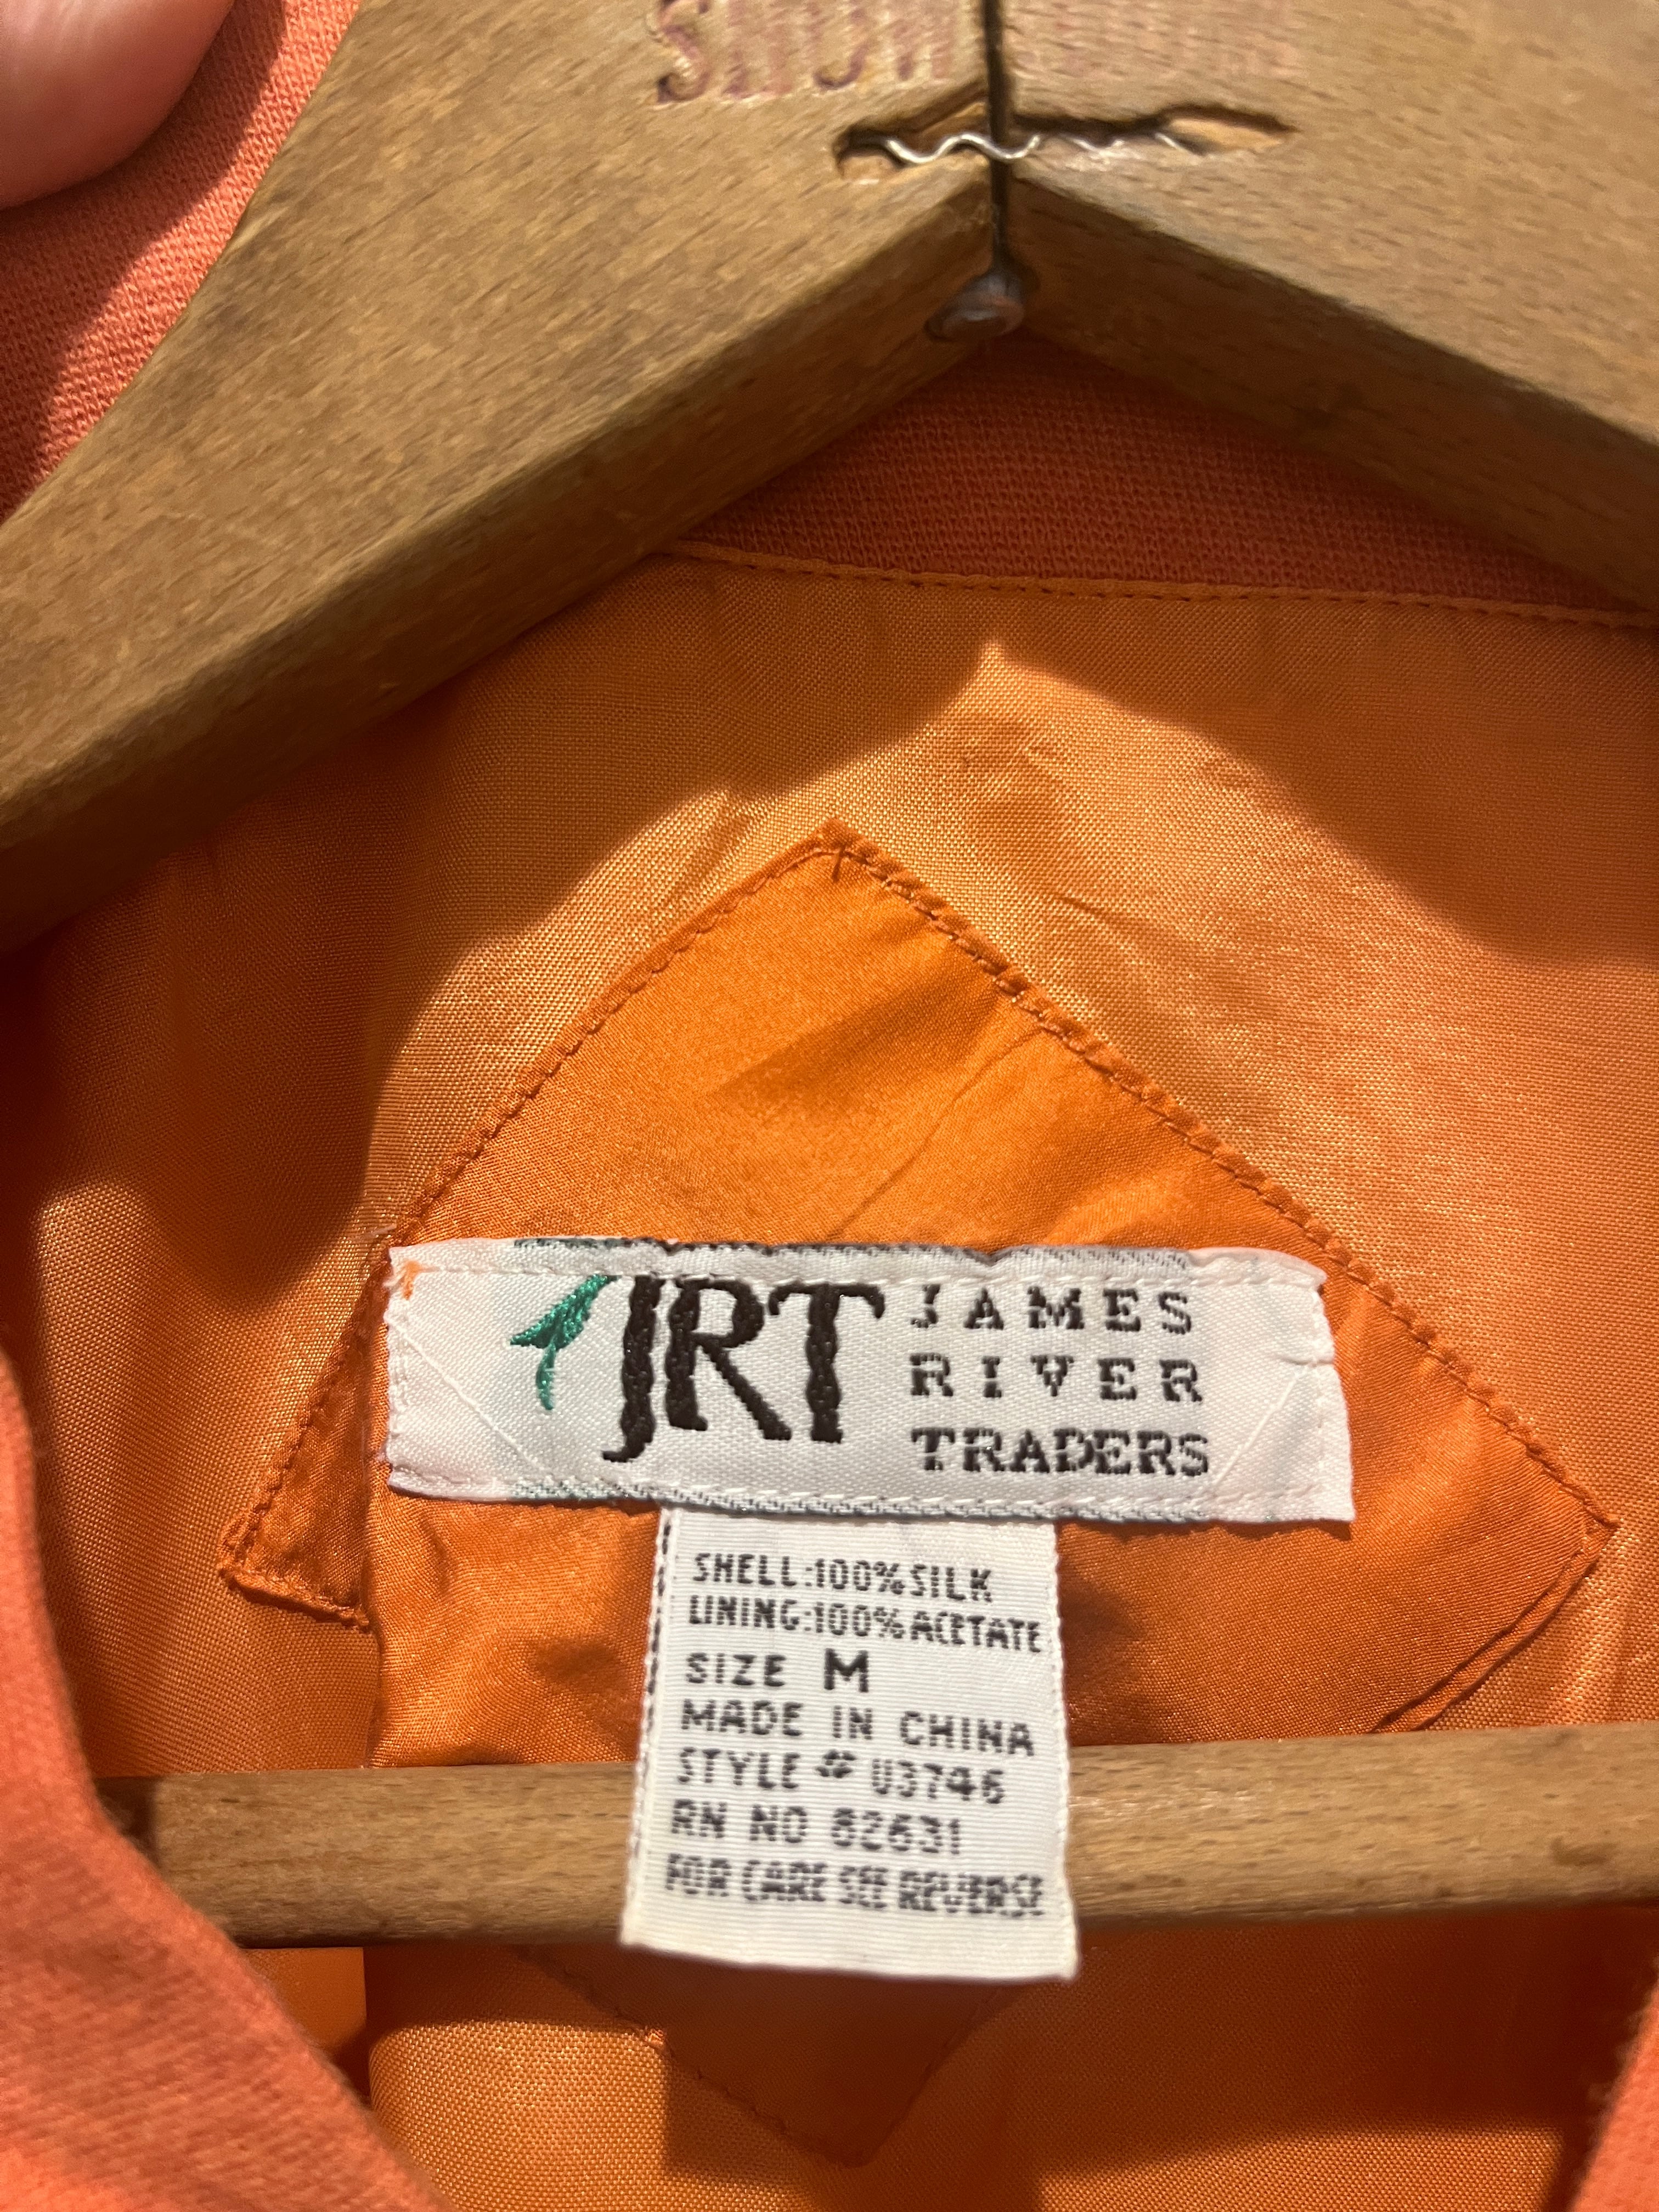 JRT
JAMES
RIVER
TRADERS
SHELL:100%SILK
LINING:100%ACETATE
SIZE M
MADE IN CHINA
STYLE # U3746
RN NO 82631
FOR CARE SEE REVERSE